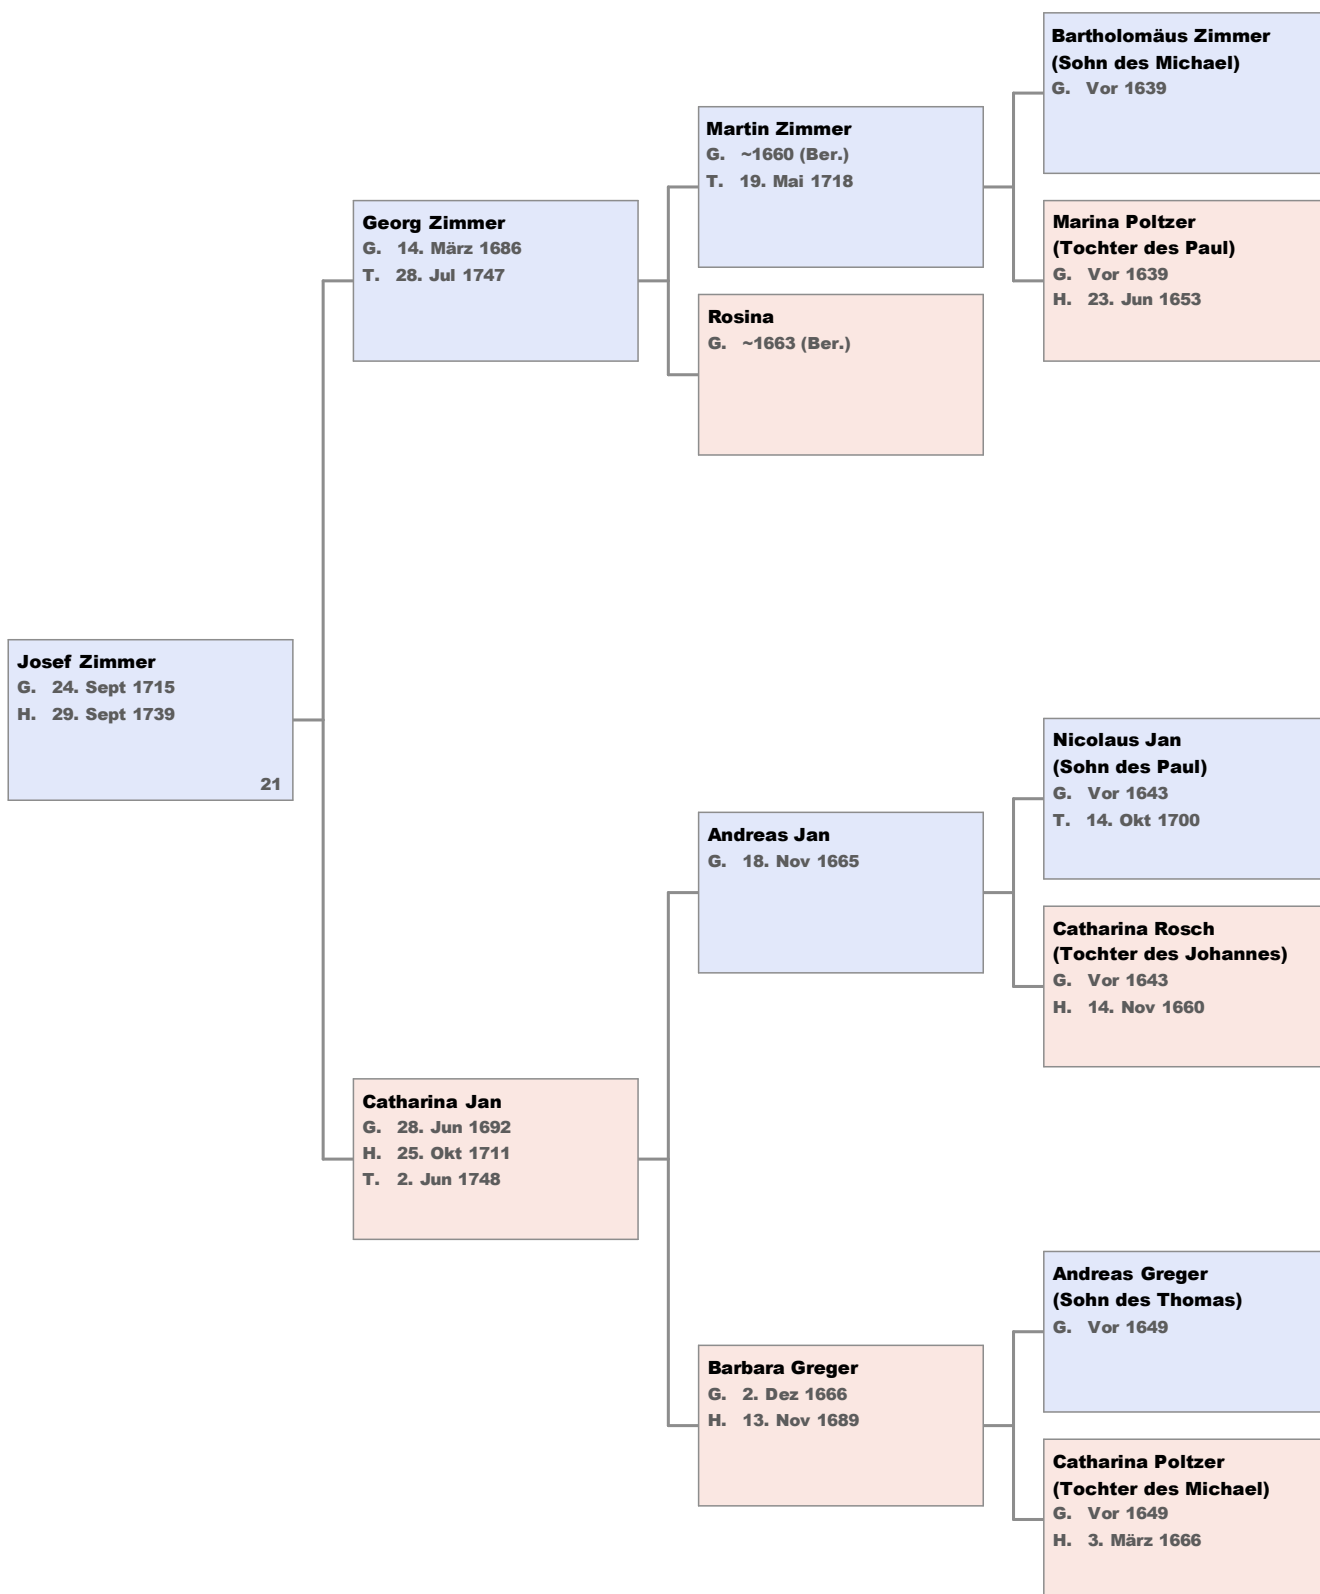 Bartholomäus Zimmer
(Sohn des Michael)
G. Vor 1639
Martin Zimmer
G. ~1660 (Ber.)
T. 19. Mai 1718
Georg Zimmer
G. 14. März 1686
T. 28. Jul 1747
Marina Poltzer
(Tochter des Paul)
G. Vor 1639
H. 23. Jun 1653
Rosina
G. ~1663 (Ber.)
Josef Zimmer
G. 24. Sept 1715
H. 29. Sept 1739
21
Nicolaus Jan
(Sohn des Paul)
G. Vor 1643
T. 14. Okt 1700
Andreas Jan
G. 18. Nov 1665
Catharina Rosch
(Tochter des Johannes)
G. Vor 1643
H. 14. Nov 1660
Catharina Jan
G. 28. Jun 1692
H. 25. Okt 1711
T. 2. Jun 1748
Andreas Greger
(Sohn des Thomas)
G. Vor 1649
Barbara Greger
G. 2. Dez 1666
H. 13. Nov 1689
Catharina Poltzer
(Tochter des Michael)
G. Vor 1649
H. 3. März 1666